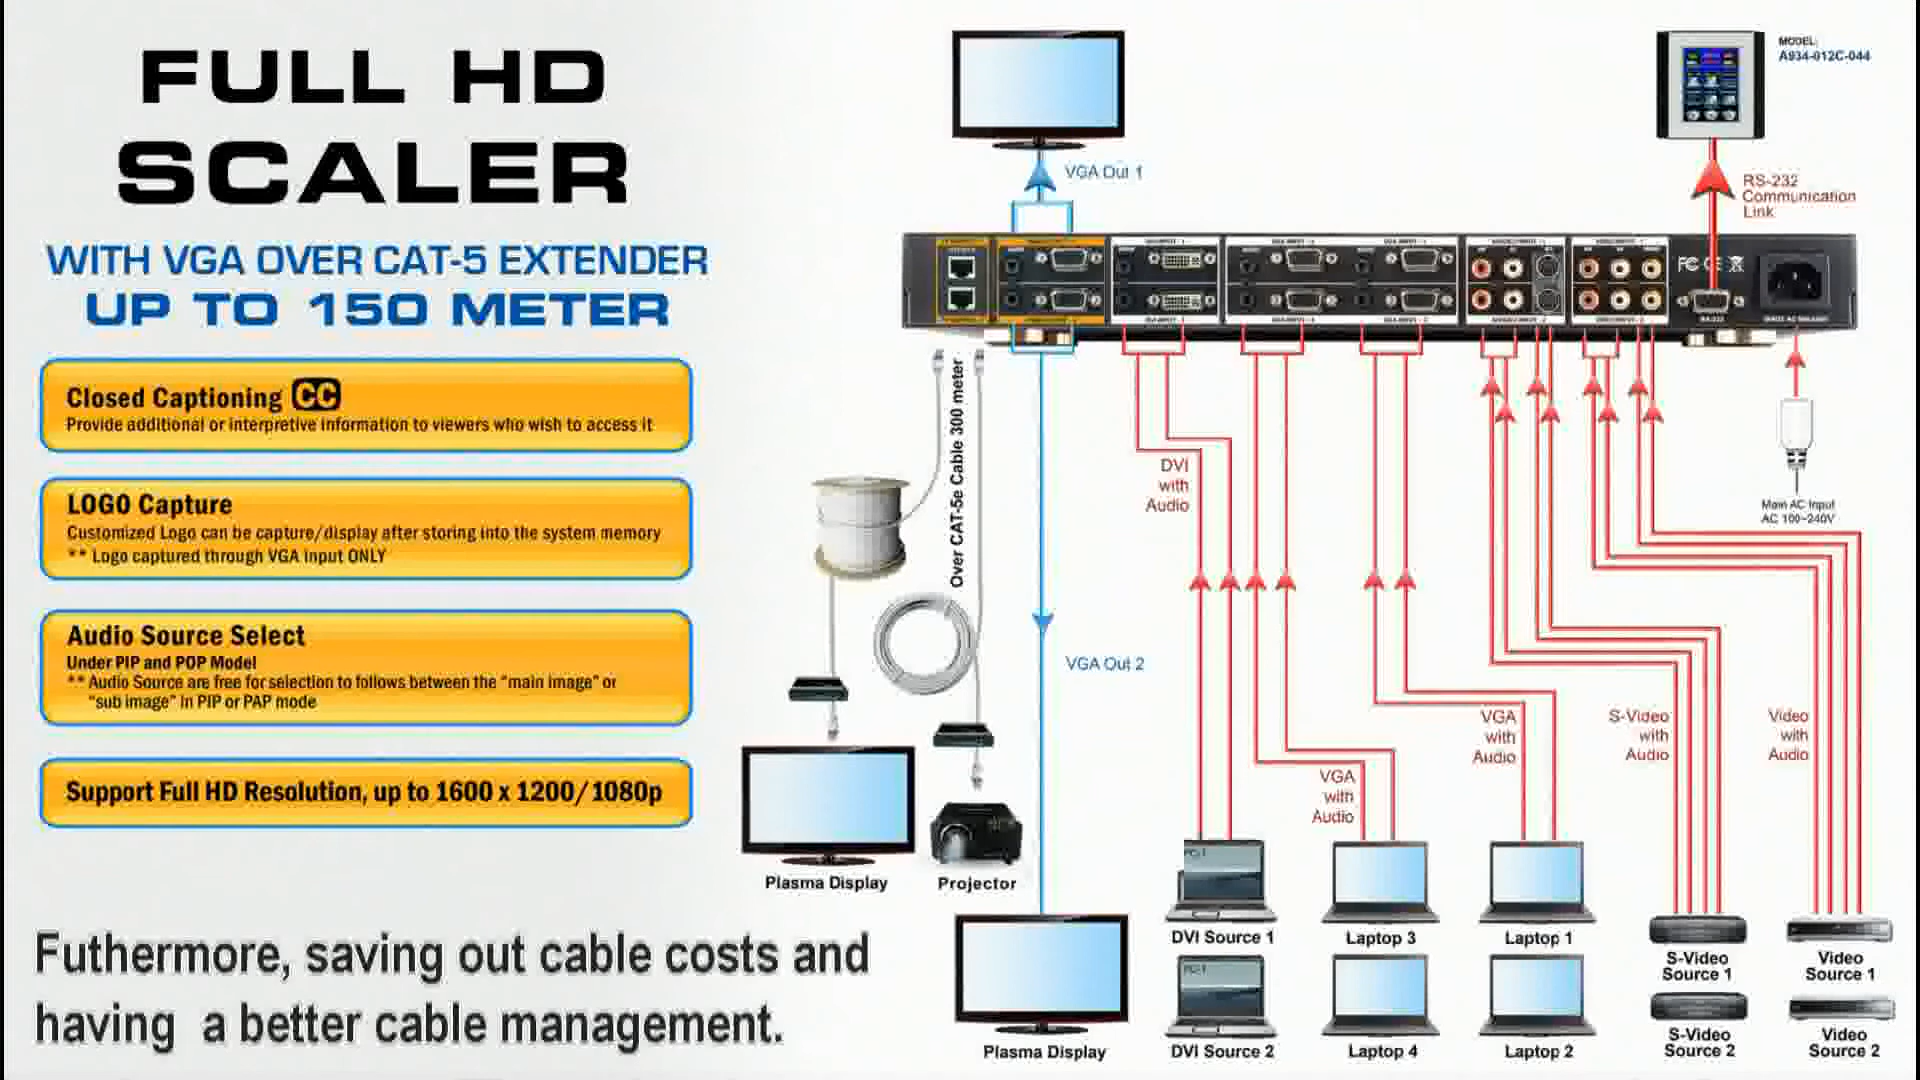 FULL HD
SCALER
WITH VGA OVER CAT-5 EXTENDER
UP TO 150 METER
Closed Captioning CC
Provide additional or interpretive information to viewers who wish to access it
LOGO Capture
Customized Logo can be capture/display after storing into the system memory
** Logo captured through VGA input ONLY
Audio Source Select
Under PIP and POP Model
** Audio Source are free for selection to follows between the "main image" or
"sub image" in PIP or PAP mode
Support Full HD Resolution, up to 1600 x 1200/1080p
Futhermore, saving out cable costs and
having a better cable management.
MODEL:
A934-012C-044
VGA Out 1
RS-232
Communication
Link
FC CE
RS-232
Over CAT-5e Cable 300 meter
DVI
with
Audio
Main AC Input
AC 100~240V
VGA Out 2
VGA
with
Audio
VGA
with
Audio
S-Video
with
Audio
Video
with
Audio
Plasma Display
Projector
Plasma Display
DVI Source 1
Laptop 3
Laptop 1
S-Video
Source 1
Video
Source 1
DVI Source 2
Laptop 4
Laptop 2
S-Video
Source 2
Video
Source 2